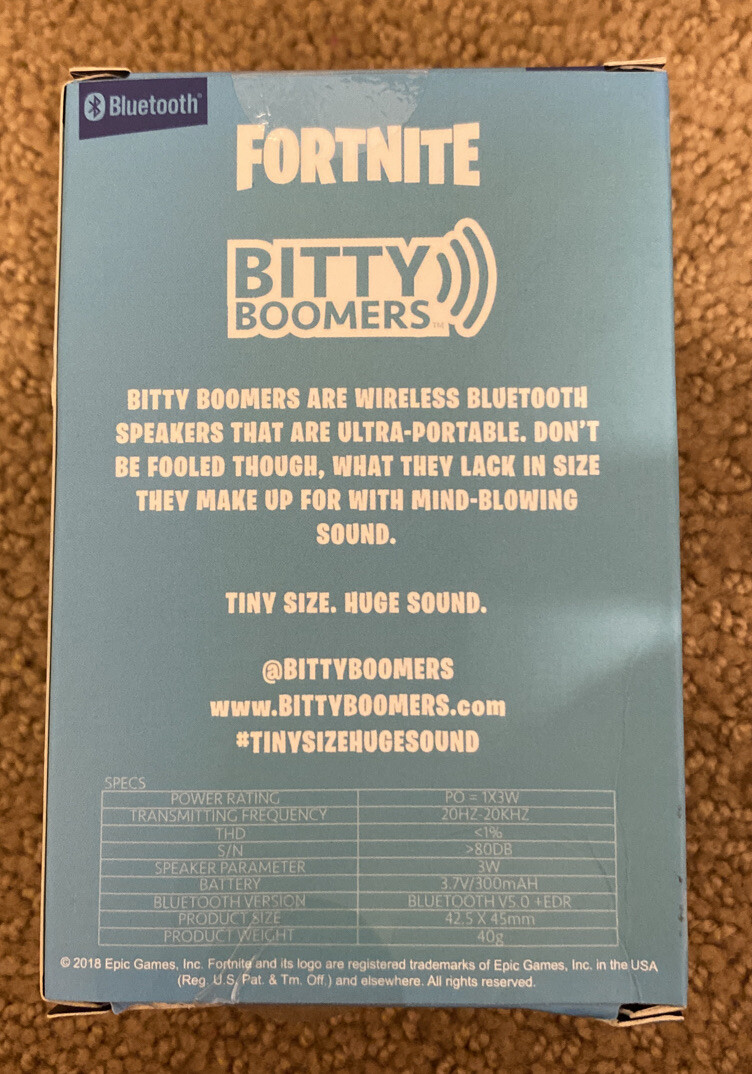 Bluetooth®
FORTNITE
BITTY
BOOMERS™
BITTY BOOMERS ARE WIRELESS BLUETOOTH
SPEAKERS THAT ARE ULTRA-PORTABLE. DON'T
BE FOOLED THOUGH, WHAT THEY LACK IN SIZE
THEY MAKE UP FOR WITH MIND-BLOWING
SOUND.
TINY SIZE. HUGE SOUND.
@BITTYBOOMERS
www.BITTYBOOMERS.com
#TINYSIZEHUGESOUND
SPECS
POWER RATING PO = 1X3W
TRANSMITTING FREQUENCY 20HZ-20KHZ
THD <1%
S/N >80DB
SPEAKER PARAMETER 3W
BATTERY 3.7V/300mAH
BLUETOOTH VERSION BLUETOOTH V5.0 +EDR
PRODUCT SIZE 42.5 X 45mm
PRODUCT WEIGHT 40g
© 2018 Epic Games, Inc. Fortnite and its logo are registered trademarks of Epic Games, Inc. in the USA
(Reg. U.S. Pat. & Tm. Off.) and elsewhere. All rights reserved.